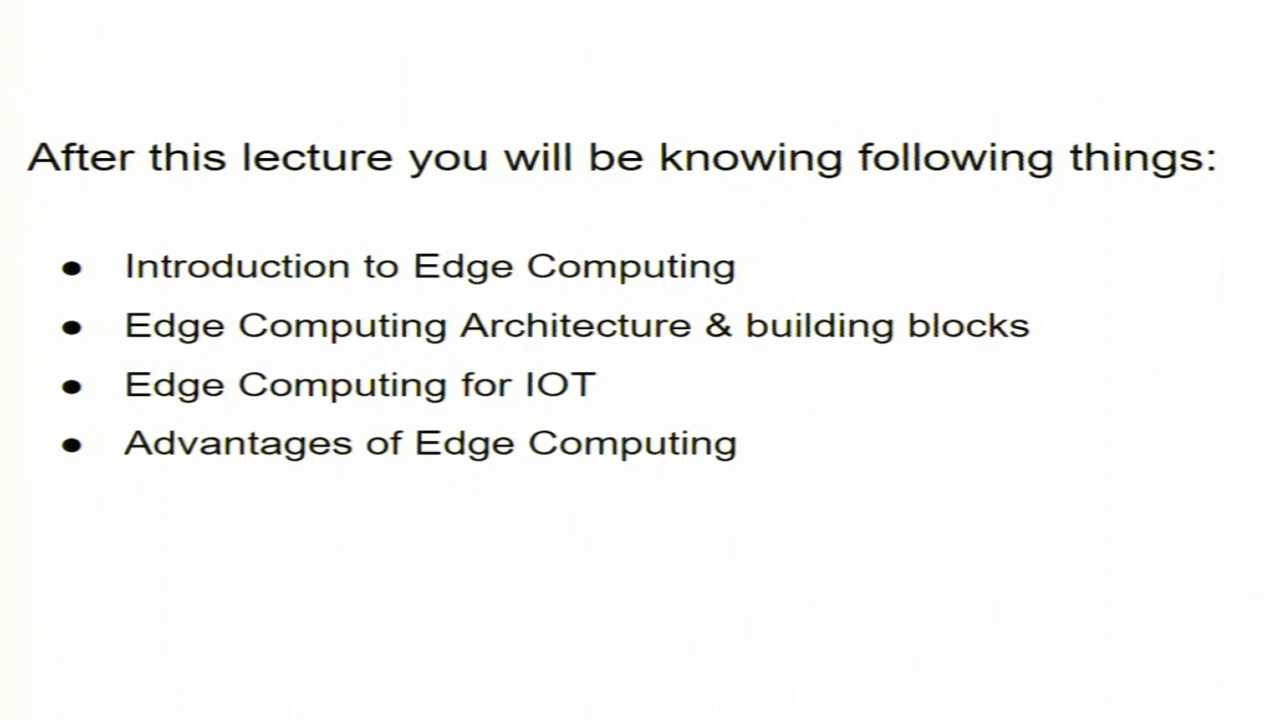 After this lecture you will be knowing following things:
● Introduction to Edge Computing
● Edge Computing Architecture & building blocks
● Edge Computing for IOT
● Advantages of Edge Computing